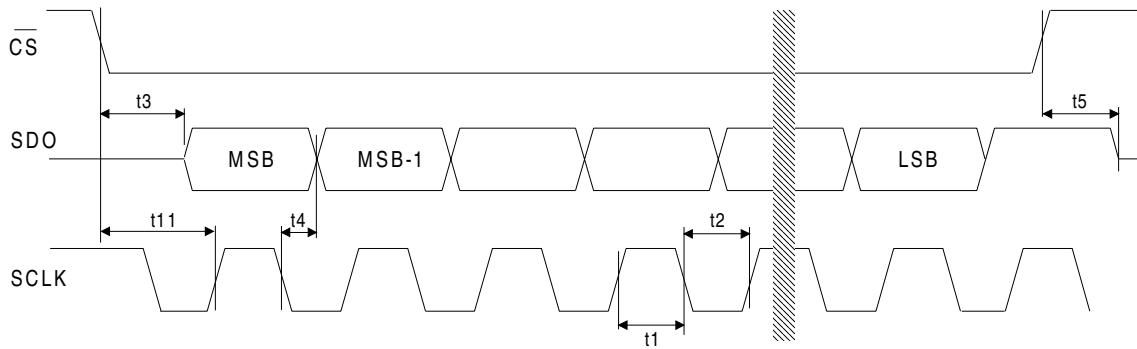 CS
t3
t5
SDO
MSB
MSB-1
LSB
t11
t4
t2
SCLK
t1